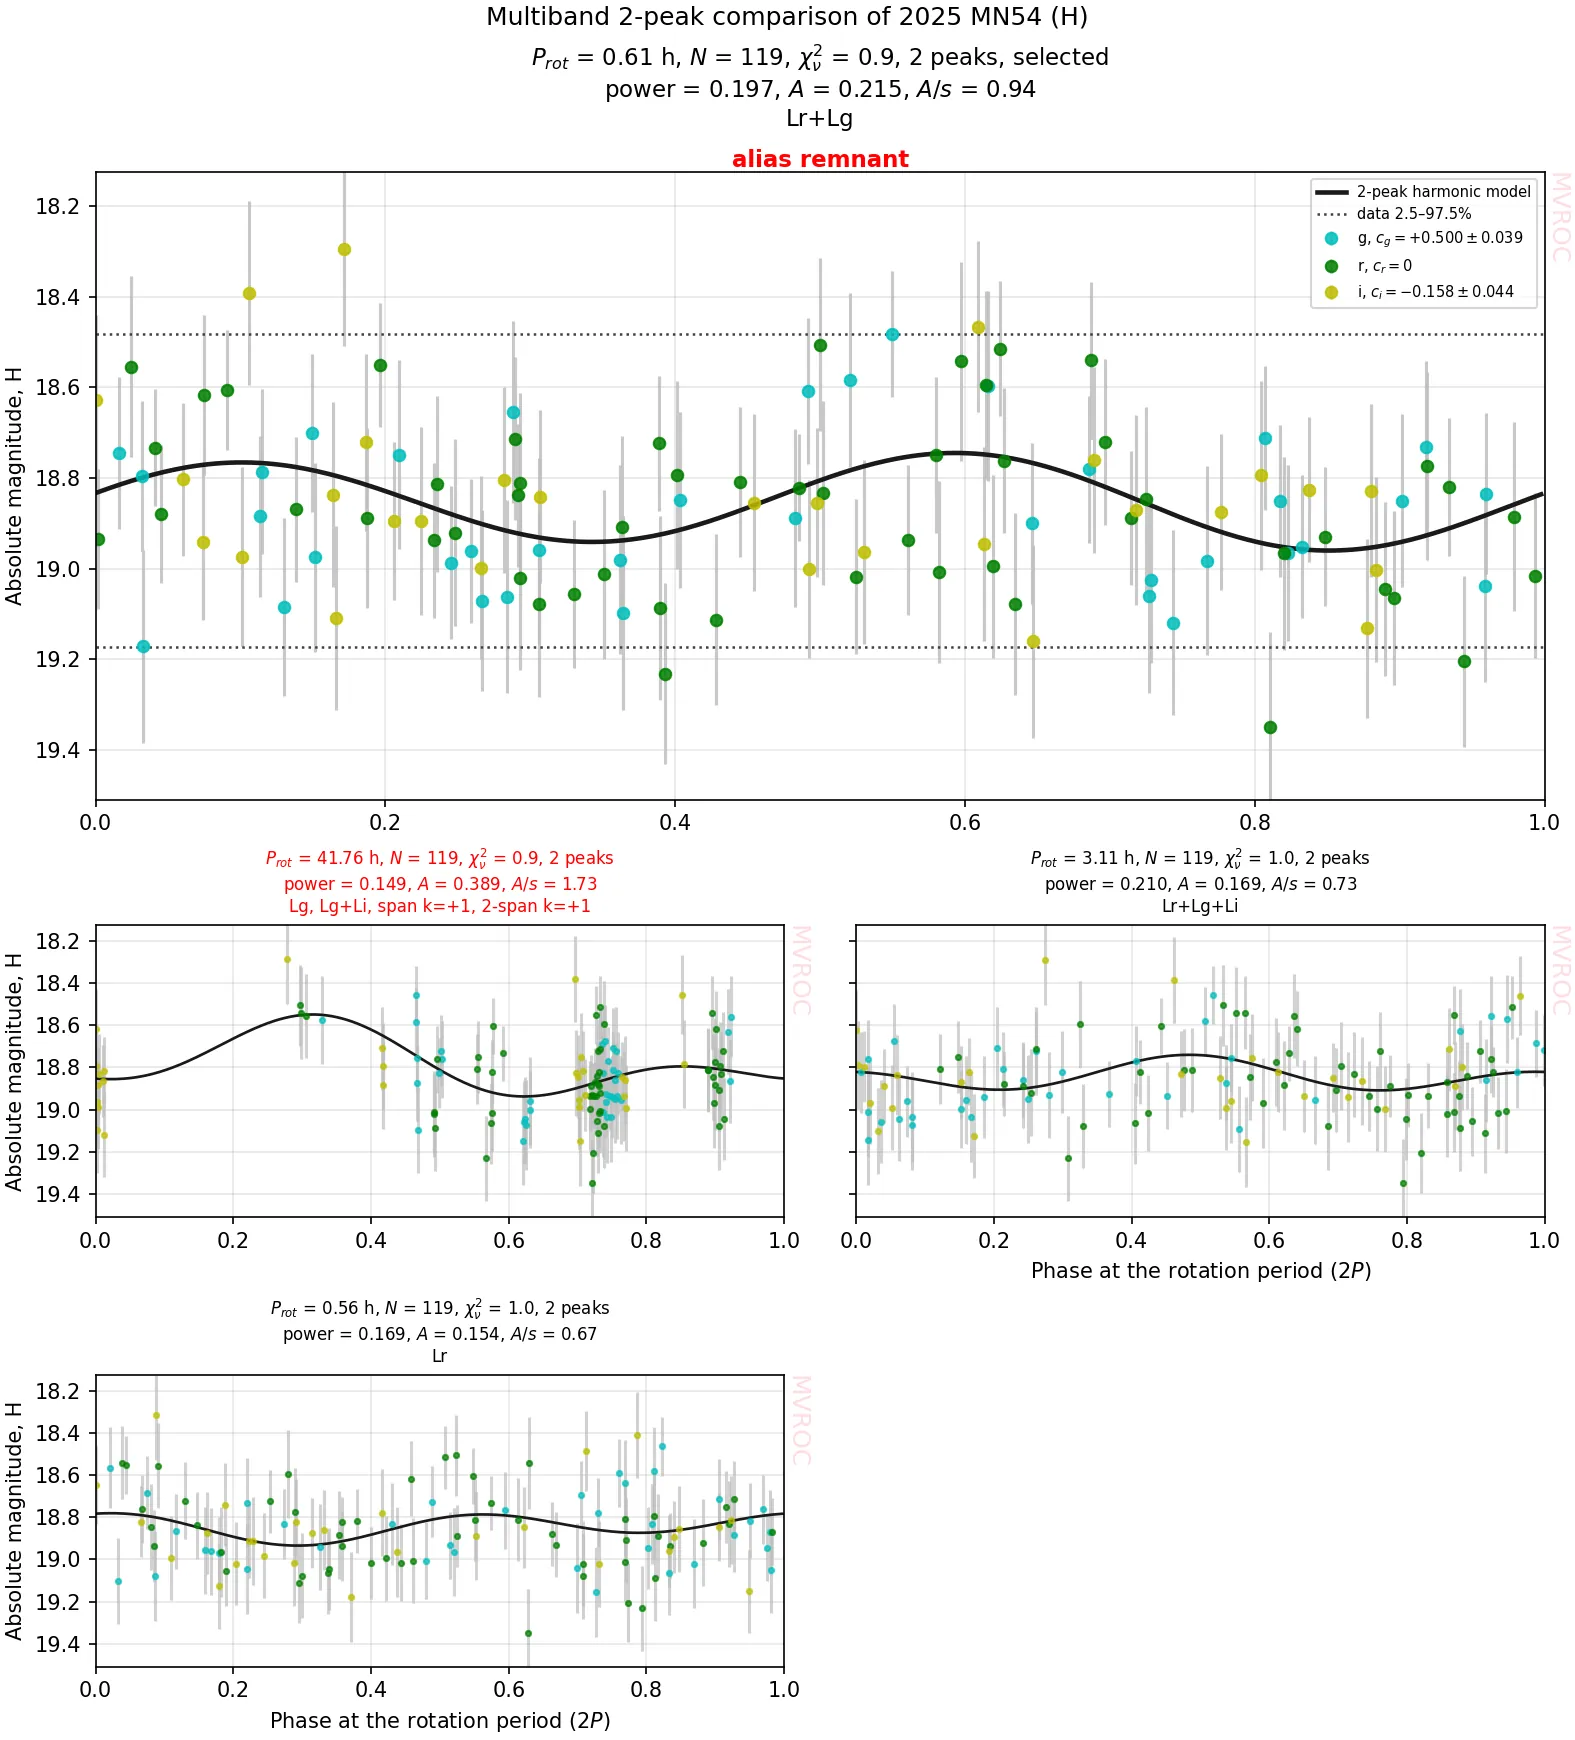 Multiband 2-peak comparison of 2025 MN54 (H)
P_rot = 0.61 h, N = 119, χ²_ν = 0.9, 2 peaks, selected
power = 0.197, A = 0.215, A/s = 0.94
Lr+Lg
alias remnant
MVROC
2-peak harmonic model
data 2.5–97.5%
g, c_g = +0.500 ± 0.039
r, c_r = 0
i, c_i = −0.158 ± 0.044
Absolute magnitude, H
18.2
18.4
18.6
18.8
19.0
19.2
19.4
0.0 0.2 0.4 0.6 0.8 1.0
P_rot = 41.76 h, N = 119, χ²_ν = 0.9, 2 peaks
power = 0.149, A = 0.389, A/s = 1.73
Lg, Lg+Li, span k=+1, 2-span k=+1
MVROC
Absolute magnitude, H
18.2
18.4
18.6
18.8
19.0
19.2
19.4
0.0 0.2 0.4 0.6 0.8 1.0
P_rot = 3.11 h, N = 119, χ²_ν = 1.0, 2 peaks
power = 0.210, A = 0.169, A/s = 0.73
Lr+Lg+Li
MVROC
0.0 0.2 0.4 0.6 0.8 1.0
Phase at the rotation period (2P)
P_rot = 0.56 h, N = 119, χ²_ν = 1.0, 2 peaks
power = 0.169, A = 0.154, A/s = 0.67
Lr
MVROC
Absolute magnitude, H
18.2
18.4
18.6
18.8
19.0
19.2
19.4
0.0 0.2 0.4 0.6 0.8 1.0
Phase at the rotation period (2P)